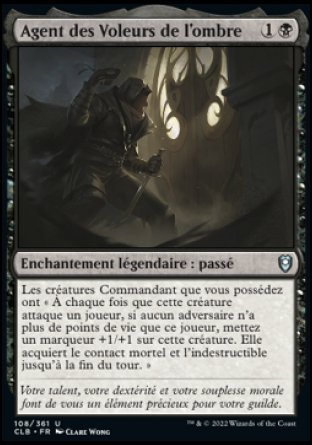 Agent des Voleurs de l'ombre 1
Enchantement légendaire : passé
Les créatures Commandant que vous possédez
ont « À chaque fois que cette créature
attaque un joueur, si aucun adversaire n'a
plus de points de vie que ce joueur, mettez
un marqueur +1/+1 sur cette créature. Elle
acquiert le contact mortel et l'indestructible
jusqu'à la fin du tour. »
Votre talent, votre dextérité et votre souplesse morale
font de vous un élément précieux pour votre guilde.
108/361 U
CLB • FR Clare Wong
™ & © 2022 Wizards of the Coast